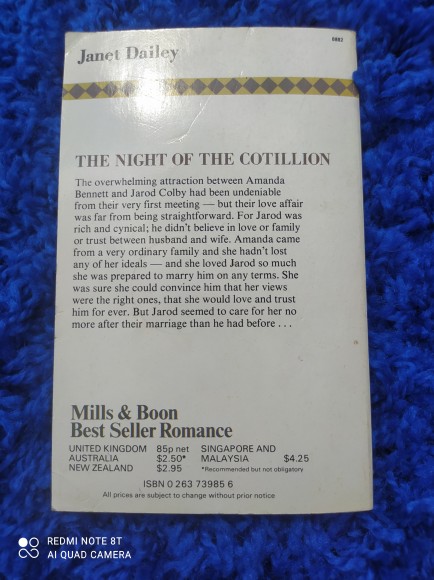 Janet Dailey
0882
THE NIGHT OF THE COTILLION
The overwhelming attraction between Amanda
Bennett and Jarod Colby had been undeniable
from their very first meeting — but their love affair
was far from being straightforward. For Jarod was
rich and cynical; he didn't believe in love or family
or trust between husband and wife. Amanda came
from a very ordinary family and she hadn't lost
any of her ideals — and she loved Jarod so much
she was prepared to marry him on any terms. She
was sure she could convince him that her views
were the right ones, that she would love and trust
him for ever. But Jarod seemed to care for her no
more after their marriage than he had before . . .
Mills & Boon
Best Seller Romance
UNITED KINGDOM 85p net SINGAPORE AND
AUSTRALIA $2.50* MALAYSIA $4.25
NEW ZEALAND $2.95 *Recommended but not obligatory
ISBN 0 263 73985 6
All prices are subject to change without prior notice
REDMI NOTE 8T
AI QUAD CAMERA